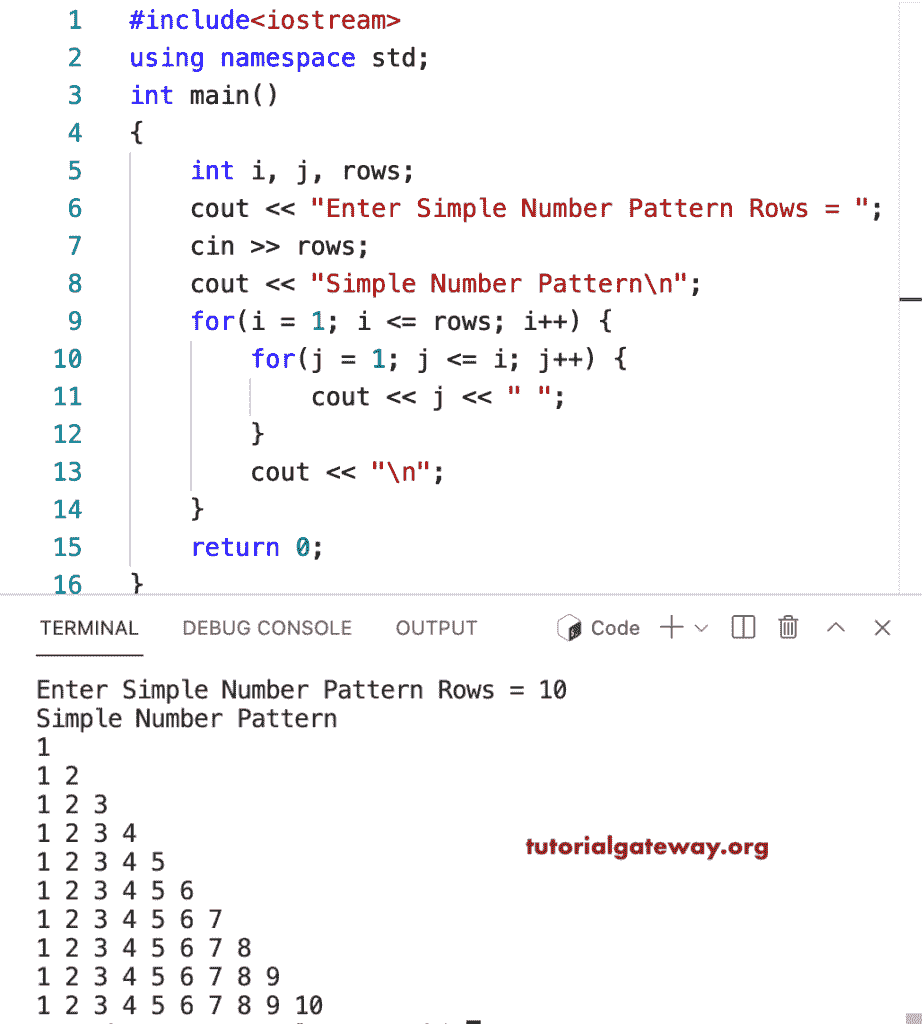 1 #include<iostream>
2 using namespace std;
3 int main()
4 {
5 int i, j, rows;
6 cout << "Enter Simple Number Pattern Rows = ";
7 cin >> rows;
8 cout << "Simple Number Pattern\n";
9 for(i = 1; i <= rows; i++) {
10 for(j = 1; j <= i; j++) {
11 cout << j << " ";
12 }
13 cout << "\n";
14 }
15 return 0;
16 }
TERMINAL DEBUG CONSOLE OUTPUT Code
Enter Simple Number Pattern Rows = 10
Simple Number Pattern
1
1 2
1 2 3
1 2 3 4
1 2 3 4 5
1 2 3 4 5 6
1 2 3 4 5 6 7
1 2 3 4 5 6 7 8
1 2 3 4 5 6 7 8 9
1 2 3 4 5 6 7 8 9 10
tutorialgateway.org